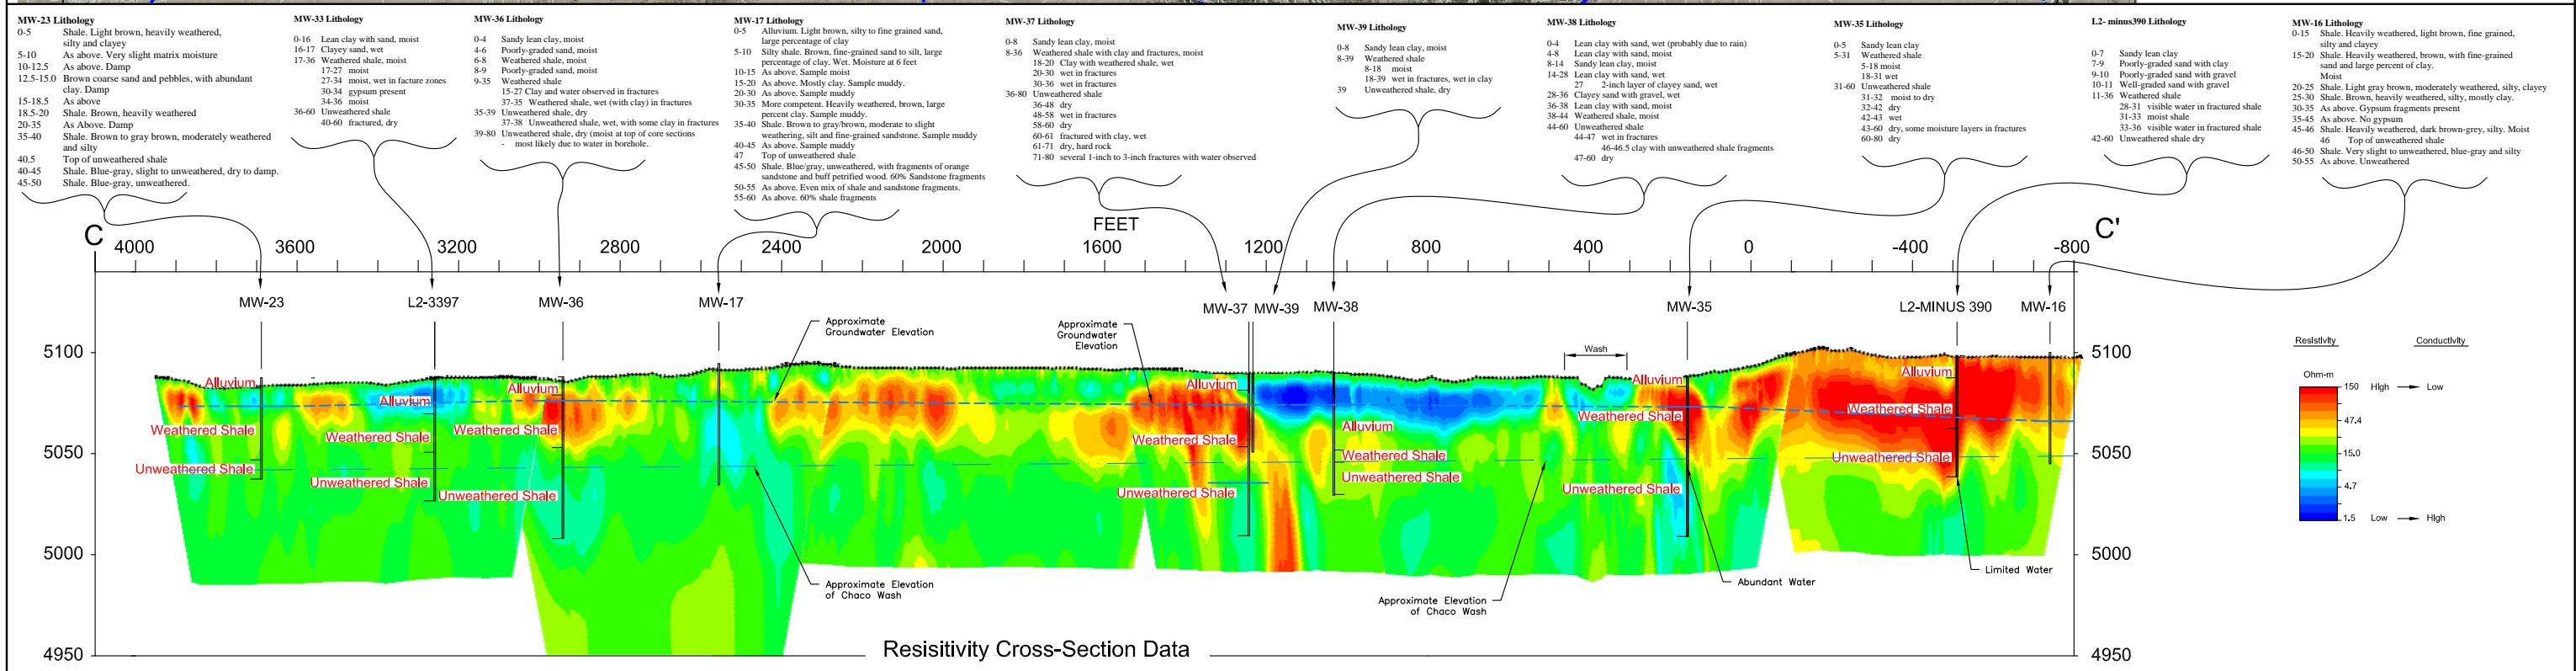 MW-23 Lithology
0-5 Shale. Light brown, heavily weathered,
silty and clayey
5-10 As above. Very slight matrix moisture
10-12.5 As above. Damp
12.5-15.0 Brown coarse sand and pebbles, with abundant
clay. Damp
15-18.5 As above
18.5-20 Shale. Brown, heavily weathered
20-35 As Above. Damp
35-40 Shale. Brown to gray brown, moderately weathered
and silty
40.5 Top of unweathered shale
40-45 Shale. Blue-gray, slight to unweathered, dry to damp.
45-50 Shale. Blue-gray, unweathered.
MW-33 Lithology
0-16 Lean clay with sand, moist
16-17 Clayey sand, wet
17-36 Weathered shale, moist
17-27 moist
27-34 moist, wet in facture zones
30-34 gypsum present
34-36 moist
36-60 Unweathered shale
40-60 fractured, dry
MW-36 Lithology
0-4 Sandy lean clay, moist
4-6 Poorly-graded sand, moist
6-8 Weathered shale, moist
8-9 Poorly-graded sand, moist
9-35 Weathered shale
15-27 Clay and water observed in fractures
37-35 Weathered shale, wet (with clay) in fractures
35-39 Unweathered shale, dry
37-38 Unweathered shale, wet, with some clay in fractures
39-80 Unweathered shale, dry (moist at top of core sections
- most likely due to water in borehole.
MW-17 Lithology
0-5 Alluvium. Light brown, silty to fine grained sand,
large percentage of clay
5-10 Silty shale. Brown, fine-grained sand to silt, large
percentage of clay. Wet. Moisture at 6 feet
10-15 As above. Sample moist
15-20 As above. Mostly clay. Sample muddy.
20-30 As above. Sample muddy
30-35 More competent. Heavily weathered, brown, large
percent clay. Sample muddy.
35-40 Shale. Brown to gray/brown, moderate to slight
weathering, silt and fine-grained sandstone. Sample muddy
40-45 As above. Sample muddy
47 Top of unweathered shale
45-50 Shale. Blue/gray, unweathered, with fragments of orange
sandstone and buff petrified wood. 60% Sandstone fragments
50-55 As above. Even mix of shale and sandstone fragments.
55-60 As above. 60% shale fragments
MW-37 Lithology
0-8 Sandy lean clay, moist
8-36 Weathered shale with clay and fractures, moist
18-20 Clay with weathered shale, wet
20-30 wet in fractures
30-36 wet in fractures
36-80 Unweathered shale
36-48 dry
48-58 wet in fractures
58-60 dry
60-61 fractured with clay, wet
61-71 dry, hard rock
71-80 several 1-inch to 3-inch fractures with water observed
MW-39 Lithology
0-8 Sandy lean clay, moist
8-39 Weathered shale
8-18 moist
18-39 wet in fractures, wet in clay
39 Unweathered shale, dry
MW-38 Lithology
0-4 Lean clay with sand, wet (probably due to rain)
4-8 Lean clay with sand, moist
8-14 Sandy lean clay, moist
14-28 Lean clay with sand, wet
27 2-inch layer of clayey sand, wet
28-36 Clayey sand with gravel, wet
36-38 Lean clay with sand, moist
38-44 Weathered shale, moist
44-60 Unweathered shale
44-47 wet in fractures
46-46.5 clay with unweathered shale fragments
47-60 dry
MW-35 Lithology
0-5 Sandy lean clay
5-31 Weathered shale
5-18 moist
18-31 wet
31-60 Unweathered shale
31-32 moist to dry
32-42 dry
42-43 wet
43-60 dry, some moisture layers in fractures
60-80 dry
L2- minus390 Lithology
0-7 Sandy lean clay
7-9 Poorly-graded sand with clay
9-10 Poorly-graded sand with gravel
10-11 Well-graded sand with gravel
11-36 Weathered shale
28-31 visible water in fractured shale
31-33 moist shale
33-36 visible water in fractured shale
42-60 Unweathered shale dry
MW-16 Lithology
0-15 Shale. Heavily weathered, light brown, fine grained,
silty and clayey
15-20 Shale. Heavily weathered, brown, with fine-grained
sand and large percent of clay.
Moist
20-25 Shale. Light gray brown, moderately weathered, silty, clayey
25-30 Shale. Brown, heavily weathered, silty, mostly clay.
30-35 As above. Gypsum fragments present
35-45 As above. No gypsum
45-46 Shale. Heavily weathered, dark brown-grey, silty. Moist
46 Top of unweathered shale
46-50 Shale. Very slight to unweathered, blue-gray and silty
50-55 As above. Unweathered
FEET
C C'
4000 3600 3200 2800 2400 2000 1600 1200 800 400 0 -400 -800
MW-23 L2-3397 MW-36 MW-17 MW-37 MW-39 MW-38 MW-35 L2-MINUS 390 MW-16
Approximate
Groundwater Elevation
Approximate
Groundwater
Elevation
Wash
5100 5100
Alluvium Alluvium Alluvium Alluvium Alluvium Alluvium Alluvium
Weathered Shale Weathered Shale Weathered Shale Weathered Shale Weathered Shale Weathered Shale Weathered Shale
5050 5050
Unweathered Shale Unweathered Shale Unweathered Shale Unweathered Shale Unweathered Shale Unweathered Shale Unweathered Shale
5000 5000
Approximate Elevation
of Chaco Wash
Approximate Elevation
of Chaco Wash
Abundant Water
Limited Water
4950 4950
Resisitivity Cross-Section Data
Resistivity Conductivity
Ohm-m
150 High Low
47.4
15.0
4.7
1.5 Low High